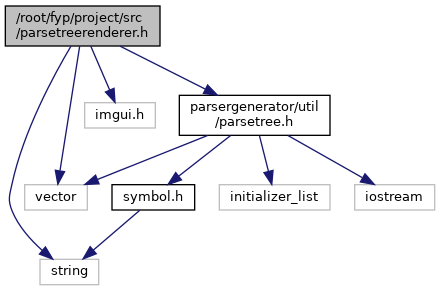 /root/fyp/project/src
/parsetreerenderer.h
imgui.h
parsergenerator/util
/parsetree.h
vector
symbol.h
initializer_list
iostream
string